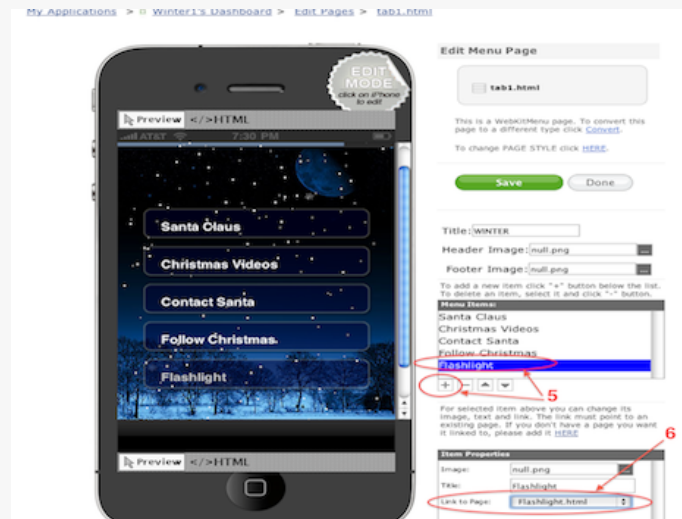 My Applications > Winter1's Dashboard > Edit Pages > tab1.html
EDIT
MODE
click on iPhone
to edit
Preview </>HTML
AT&T 7:30 PM
Santa Claus
Christmas Videos
Contact Santa
Follow Christmas
Flashlight
Preview </>HTML
Edit Menu Page
tab1.html
This is a WebKitMenu page. To convert this
page to a different type click Convert.
To change PAGE STYLE click HERE.
Save Done
Title: WINTER
Header Image: null.png ...
Footer Image: null.png ...
To add a new item click "+" button below the list.
To delete an item, select it and click "-" button.
Menu Items:
Santa Claus
Christmas Videos
Contact Santa
Follow Christmas
Flashlight
+ -
5
For selected item above you can change its
image, text and link. The link must point to an
existing page. If you don't have a page you want
it linked to, please add it HERE
6
Item Properties
Image: null.png ...
Title: Flashlight
Link to Page: Flashlight.html